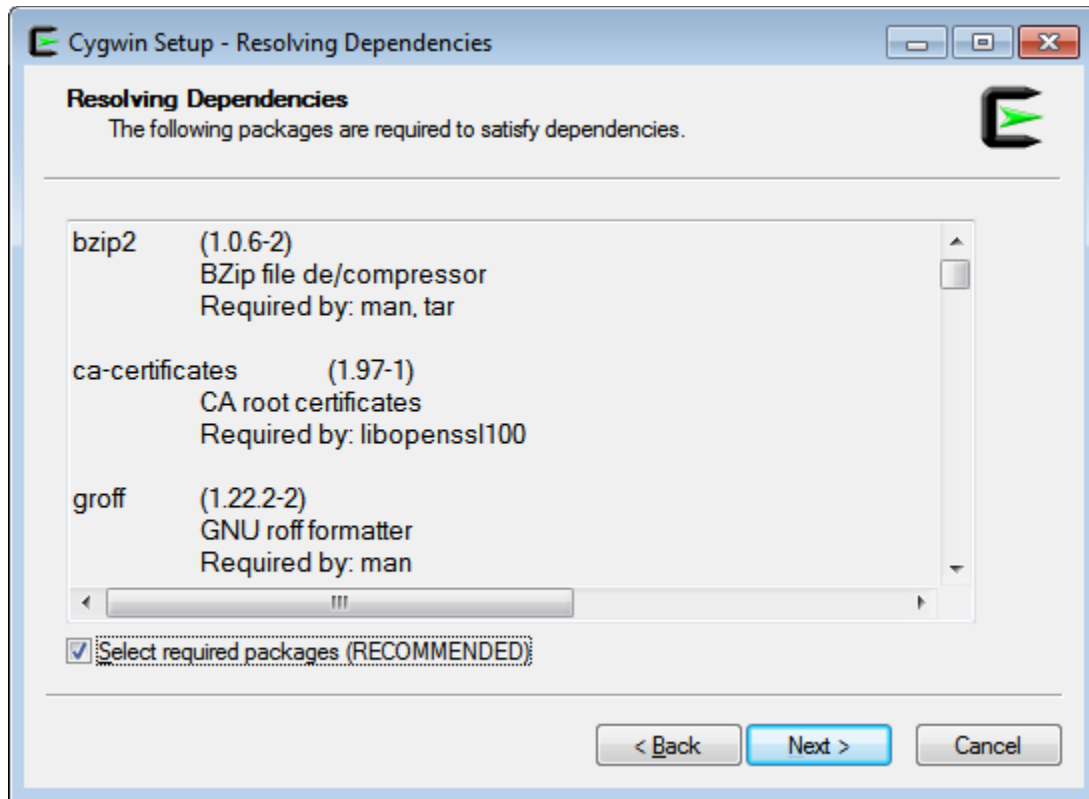 Cygwin Setup - Resolving Dependencies
Resolving Dependencies
The following packages are required to satisfy dependencies.
bzip2 (1.0.6-2)
BZip file de/compressor
Required by: man, tar
ca-certificates (1.97-1)
CA root certificates
Required by: libopenssl100
groff (1.22.2-2)
GNU roff formatter
Required by: man
Select required packages (RECOMMENDED)
< Back Next > Cancel